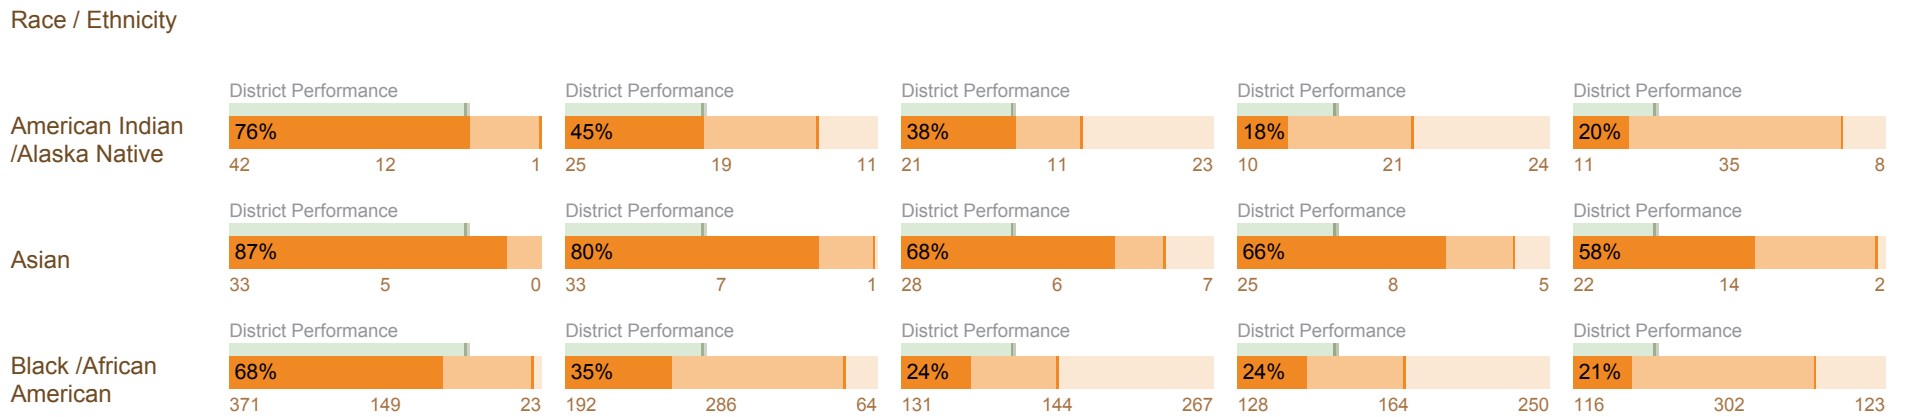 Race / Ethnicity
District Performance District Performance District Performance District Performance District Performance
American Indian
/Alaska Native
76% 45% 38% 18% 20%
42 12 1 25 19 11 21 11 23 10 21 24 11 35 8
District Performance District Performance District Performance District Performance District Performance
Asian
87% 80% 68% 66% 58%
33 5 0 33 7 1 28 6 7 25 8 5 22 14 2
District Performance District Performance District Performance District Performance District Performance
Black /African
American
68% 35% 24% 24% 21%
371 149 23 192 286 64 131 144 267 128 164 250 116 302 123